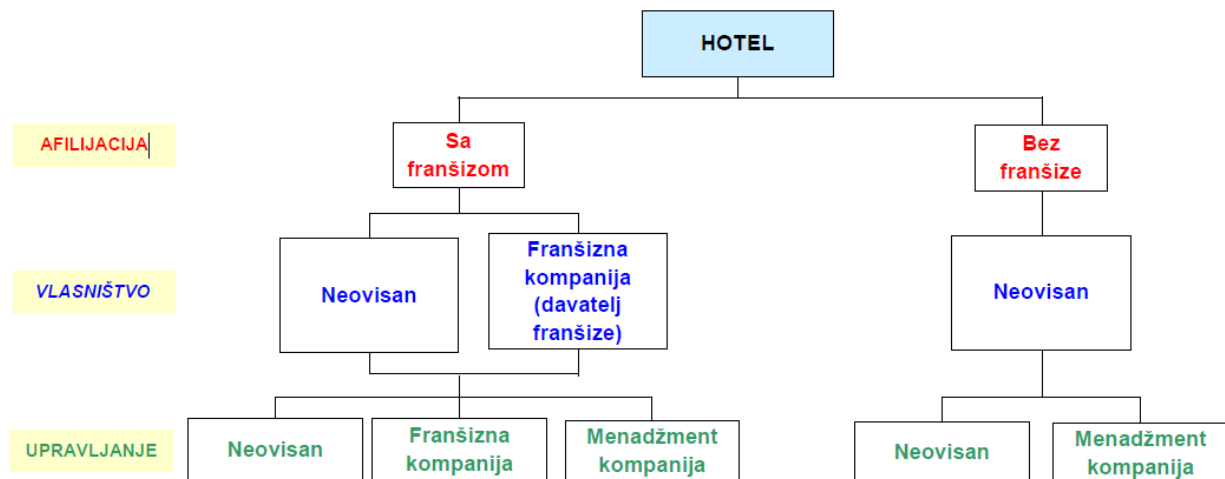 HOTEL
AFILIJACIJA
Sa
franšizom
Bez
franšize
VLASNIŠTVO
Neovisan
Franšizna
kompanija
(davatelj
franšize)
Neovisan
UPRAVLJANJE
Neovisan
Franšizna
kompanija
Menadžment
kompanija
Neovisan
Menadžment
kompanija